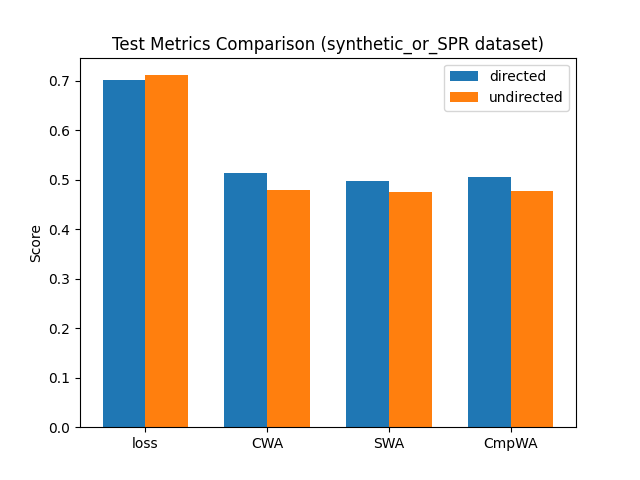 Test Metrics Comparison (synthetic_or_SPR dataset)
directed
undirected
Score
0.7
0.6
0.5
0.4
0.3
0.2
0.1
0.0
loss CWA SWA CmpWA